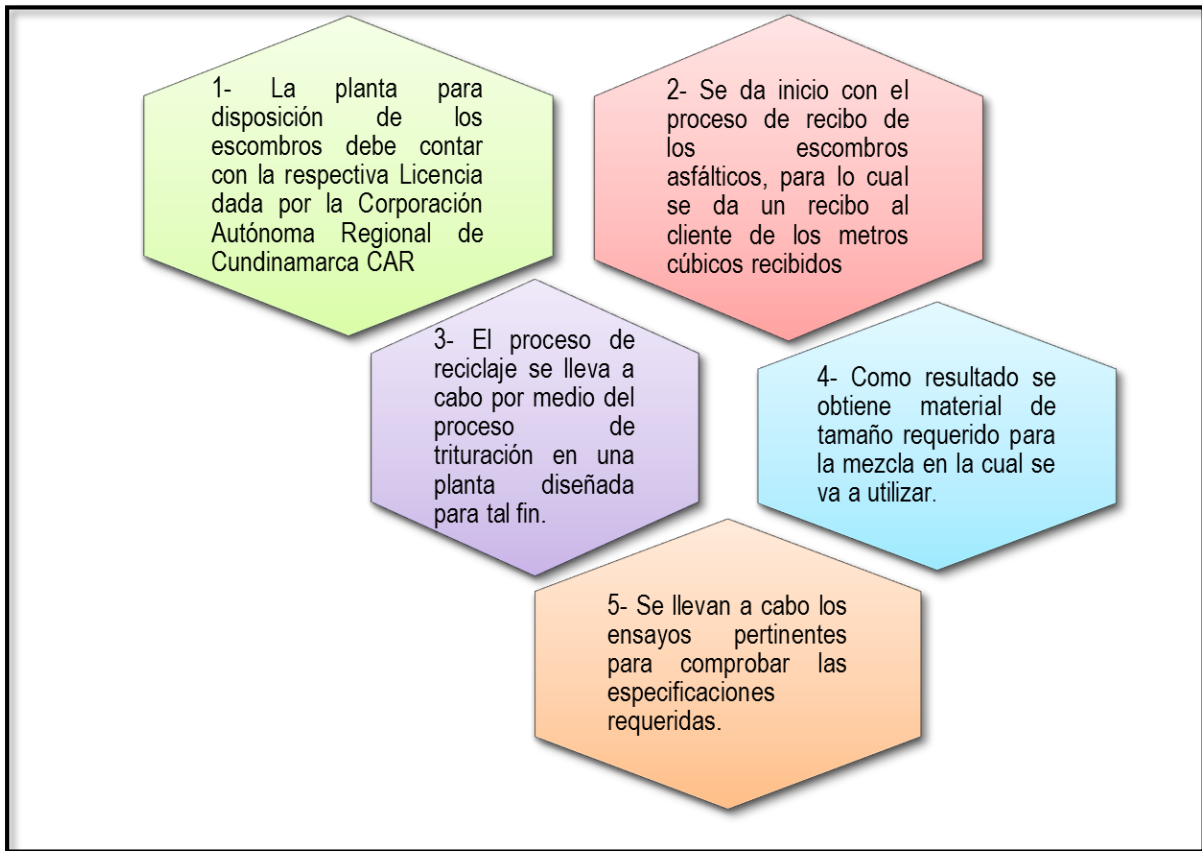 1- La planta para
disposición de los
escombros debe contar
con la respectiva Licencia
dada por la Corporación
Autónoma Regional de
Cundinamarca CAR
2- Se da inicio con el
proceso de recibo de
los escombros
asfálticos, para lo cual
se da un recibo al
cliente de los metros
cúbicos recibidos
3- El proceso de
reciclaje se lleva a
cabo por medio del
proceso de
trituración en una
planta diseñada
para tal fin.
4- Como resultado se
obtiene material de
tamaño requerido para
la mezcla en la cual se
va a utilizar.
5- Se llevan a cabo los
ensayos pertinentes
para comprobar las
especificaciones
requeridas.